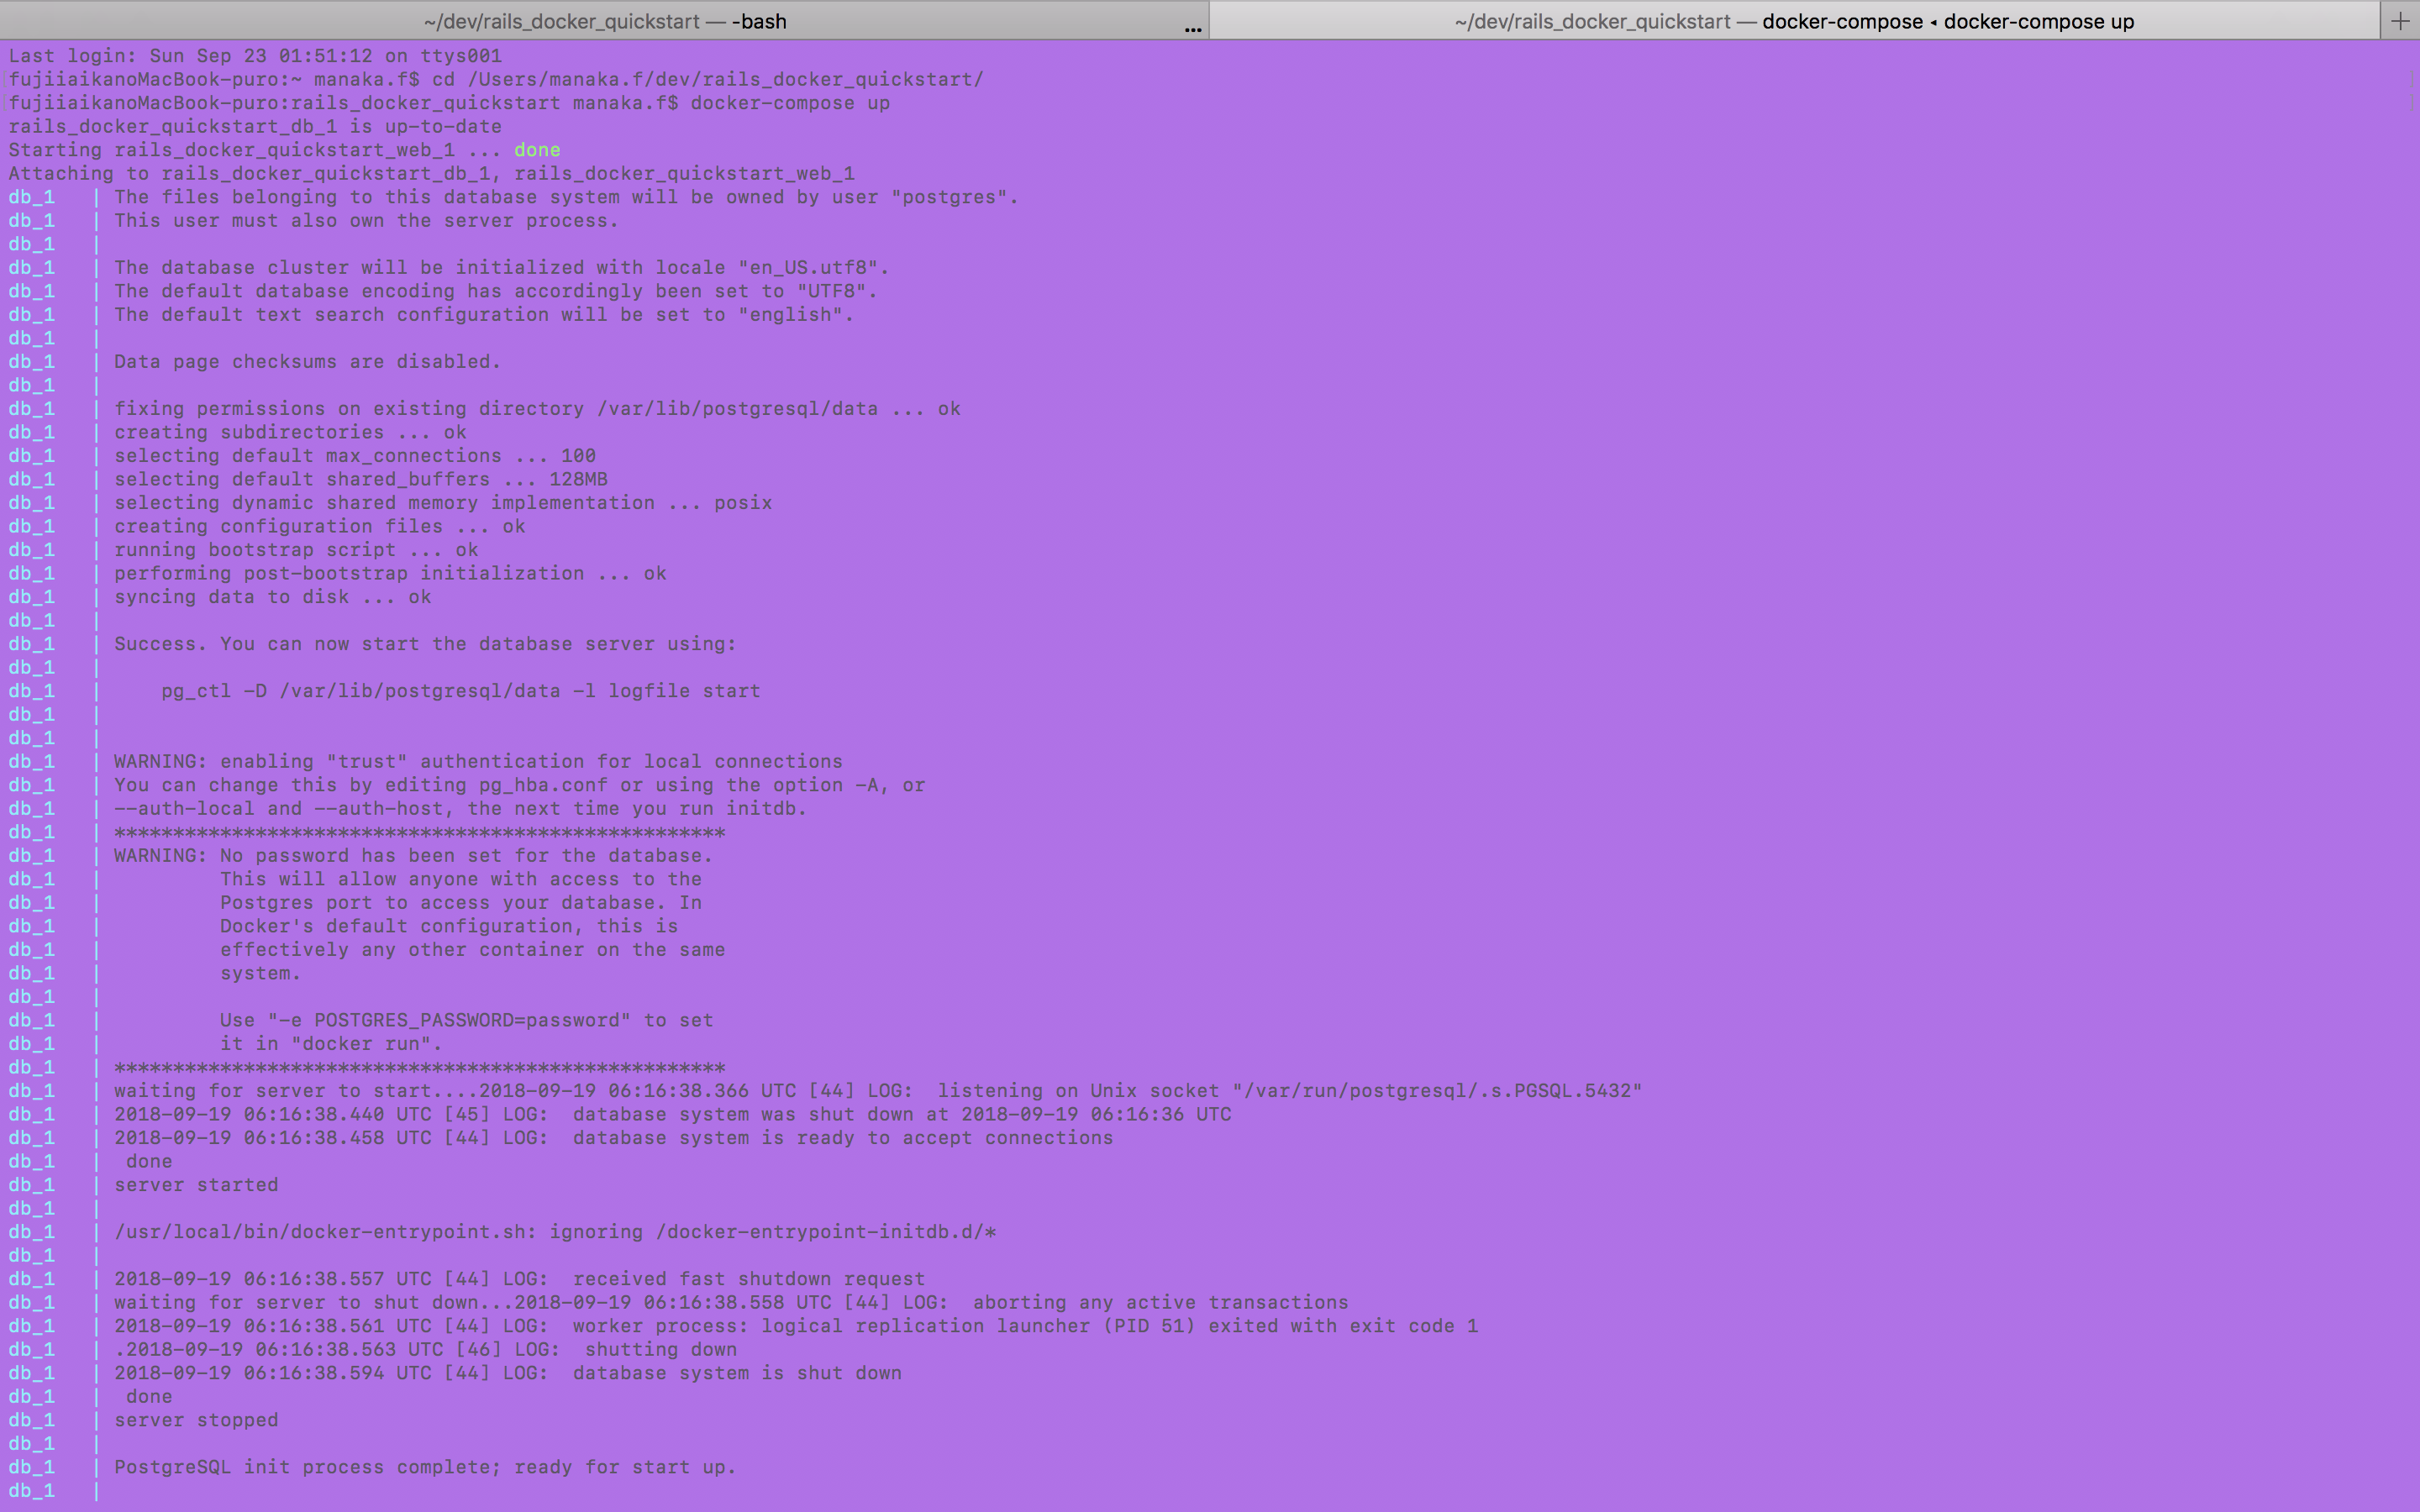 ~/dev/rails_docker_quickstart — -bash
...
~/dev/rails_docker_quickstart — docker-compose ◂ docker-compose up
+
Last login: Sun Sep 23 01:51:12 on ttys001
fujiiaikanoMacBook-puro:~ manaka.f$ cd /Users/manaka.f/dev/rails_docker_quickstart/
fujiiaikanoMacBook-puro:rails_docker_quickstart manaka.f$ docker-compose up
rails_docker_quickstart_db_1 is up-to-date
Starting rails_docker_quickstart_web_1 ... done
Attaching to rails_docker_quickstart_db_1, rails_docker_quickstart_web_1
db_1   | The files belonging to this database system will be owned by user "postgres".
db_1   | This user must also own the server process.
db_1   |
db_1   | The database cluster will be initialized with locale "en_US.utf8".
db_1   | The default database encoding has accordingly been set to "UTF8".
db_1   | The default text search configuration will be set to "english".
db_1   |
db_1   | Data page checksums are disabled.
db_1   |
db_1   | fixing permissions on existing directory /var/lib/postgresql/data ... ok
db_1   | creating subdirectories ... ok
db_1   | selecting default max_connections ... 100
db_1   | selecting default shared_buffers ... 128MB
db_1   | selecting dynamic shared memory implementation ... posix
db_1   | creating configuration files ... ok
db_1   | running bootstrap script ... ok
db_1   | performing post-bootstrap initialization ... ok
db_1   | syncing data to disk ... ok
db_1   |
db_1   | Success. You can now start the database server using:
db_1   |
db_1   |     pg_ctl -D /var/lib/postgresql/data -l logfile start
db_1   |
db_1   |
db_1   | WARNING: enabling "trust" authentication for local connections
db_1   | You can change this by editing pg_hba.conf or using the option -A, or
db_1   | --auth-local and --auth-host, the next time you run initdb.
db_1   | ****************************************************
db_1   | WARNING: No password has been set for the database.
db_1   |          This will allow anyone with access to the
db_1   |          Postgres port to access your database. In
db_1   |          Docker's default configuration, this is
db_1   |          effectively any other container on the same
db_1   |          system.
db_1   |
db_1   |          Use "-e POSTGRES_PASSWORD=password" to set
db_1   |          it in "docker run".
db_1   | ****************************************************
db_1   | waiting for server to start....2018-09-19 06:16:38.366 UTC [44] LOG:  listening on Unix socket "/var/run/postgresql/.s.PGSQL.5432"
db_1   | 2018-09-19 06:16:38.440 UTC [45] LOG:  database system was shut down at 2018-09-19 06:16:36 UTC
db_1   | 2018-09-19 06:16:38.458 UTC [44] LOG:  database system is ready to accept connections
db_1   |  done
db_1   | server started
db_1   |
db_1   | /usr/local/bin/docker-entrypoint.sh: ignoring /docker-entrypoint-initdb.d/*
db_1   |
db_1   | 2018-09-19 06:16:38.557 UTC [44] LOG:  received fast shutdown request
db_1   | waiting for server to shut down...2018-09-19 06:16:38.558 UTC [44] LOG:  aborting any active transactions
db_1   | 2018-09-19 06:16:38.561 UTC [44] LOG:  worker process: logical replication launcher (PID 51) exited with exit code 1
db_1   | .2018-09-19 06:16:38.563 UTC [46] LOG:  shutting down
db_1   | 2018-09-19 06:16:38.594 UTC [44] LOG:  database system is shut down
db_1   |  done
db_1   | server stopped
db_1   |
db_1   | PostgreSQL init process complete; ready for start up.
db_1   |